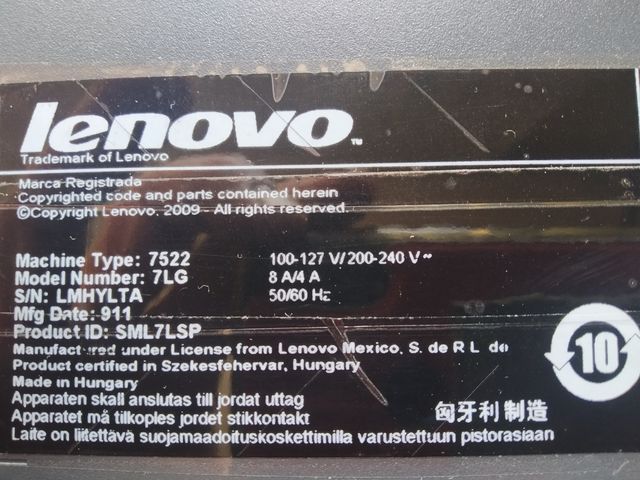 lenovo™
Trademark of Lenovo
Marca Registrada
Copyrighted code and parts contained herein
©Copyright Lenovo, 2009 - All rights reserved.
Machine Type: 7522 100-127 V/200-240 V~
Model Number: 7LG 8 A/4 A
S/N: LMHYLTA 50/60 Hz
Mfg Date: 911
Product ID: SML7LSP
Manufactured under License from Lenovo Mexico, S. de R L de
Product certified in Szekesfehervar, Hungary
Made in Hungary
Apparaten skall anslutas till jordat uttag
Apparatet må tilkoples jordet stikkontakt
Laite on liitettävä suojamaadoituskoskettimilla varustettuun pistorasiaan
匈牙利制造
10